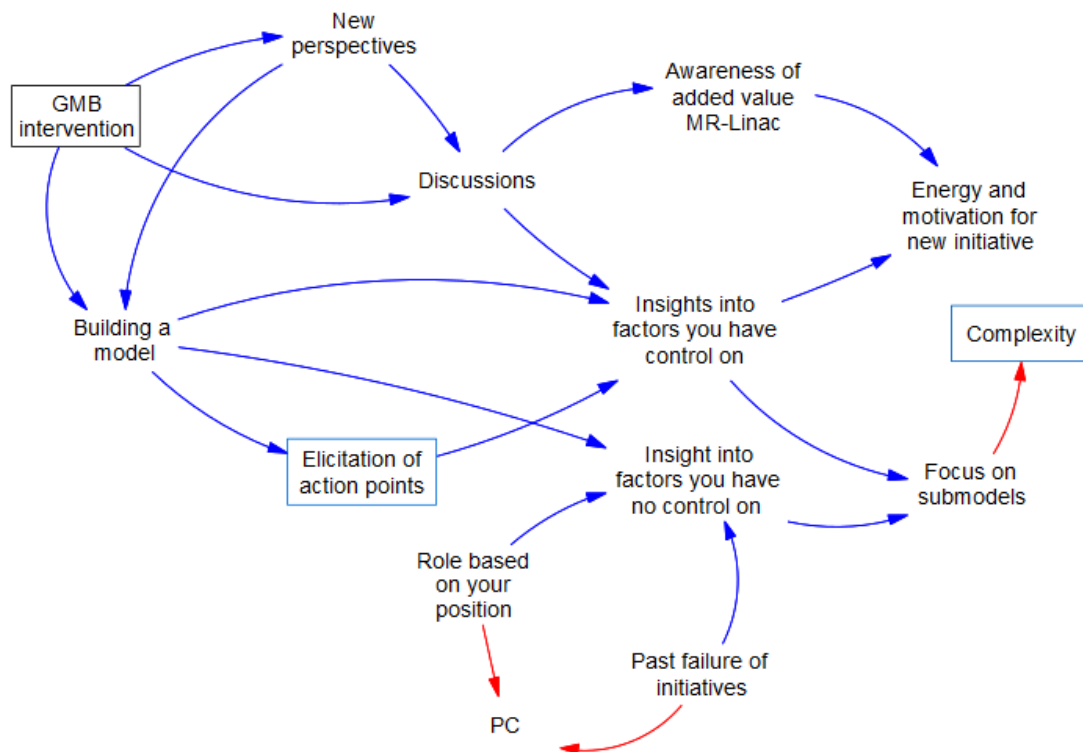 New
perspectives
GMB
intervention
Awareness of
added value
MR-Linac
Discussions
Energy and
motivation for
new initiative
Building a
model
Insights into
factors you have
control on
Complexity
Elicitation of
action points
Insight into
factors you have
no control on
Focus on
submodels
Role based
on your
position
Past failure of
initiatives
PC